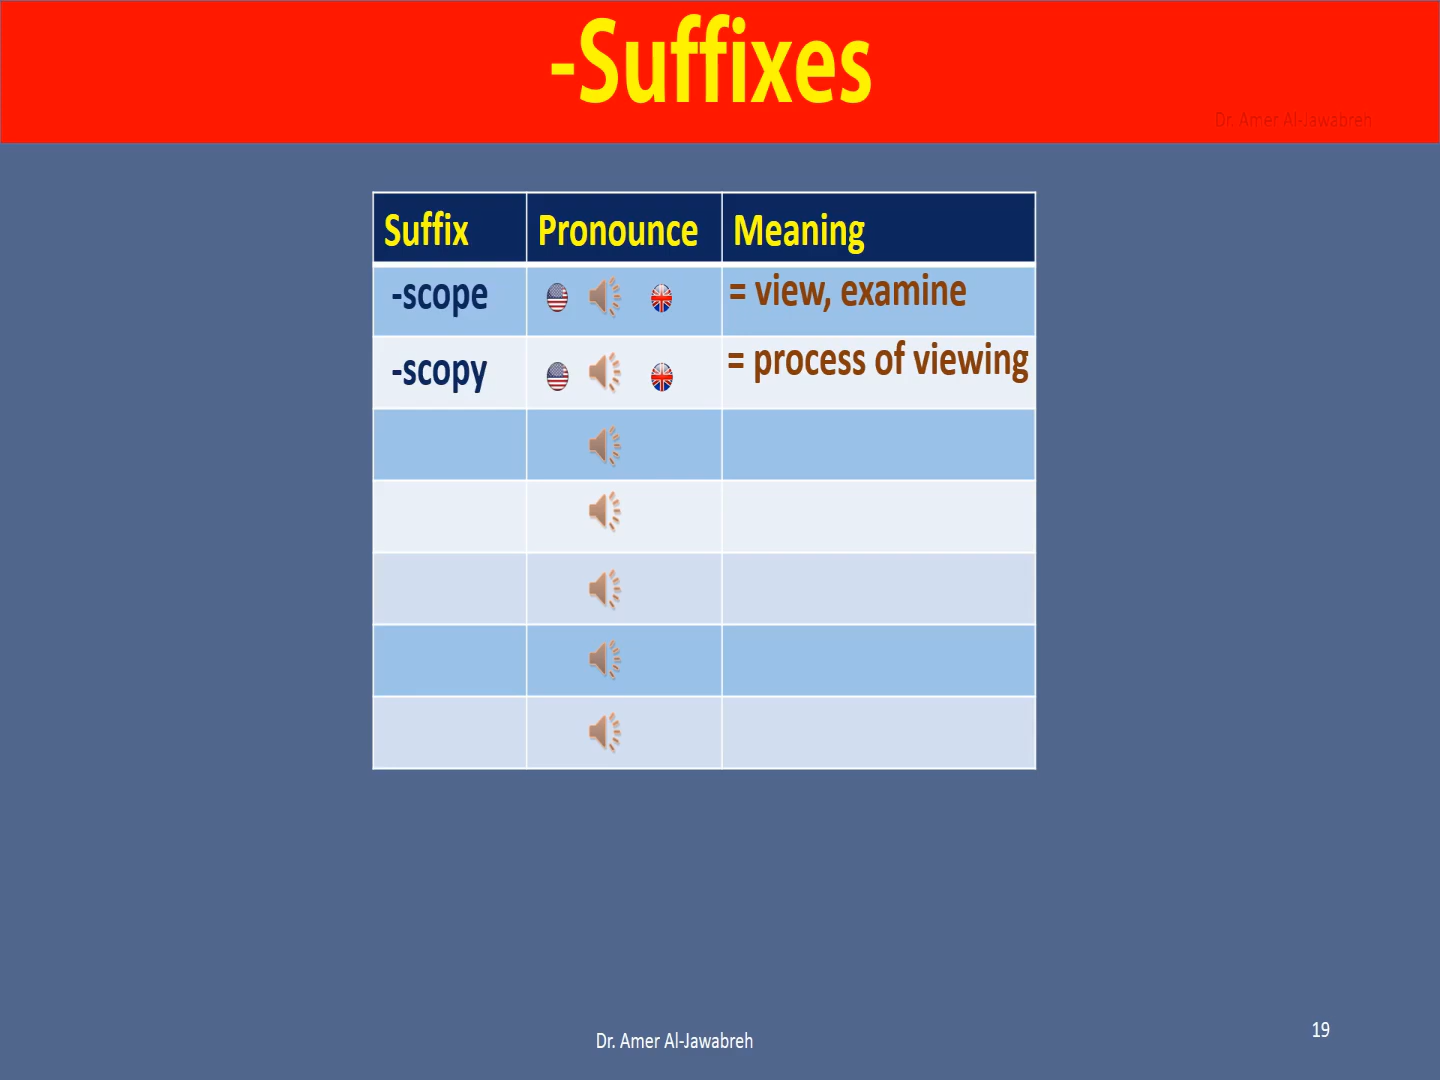 -Suffixes
Dr. Amer Al-Jawabreh
Suffix Pronounce Meaning
-scope = view, examine
-scopy = process of viewing
Dr. Amer Al-Jawabreh
19